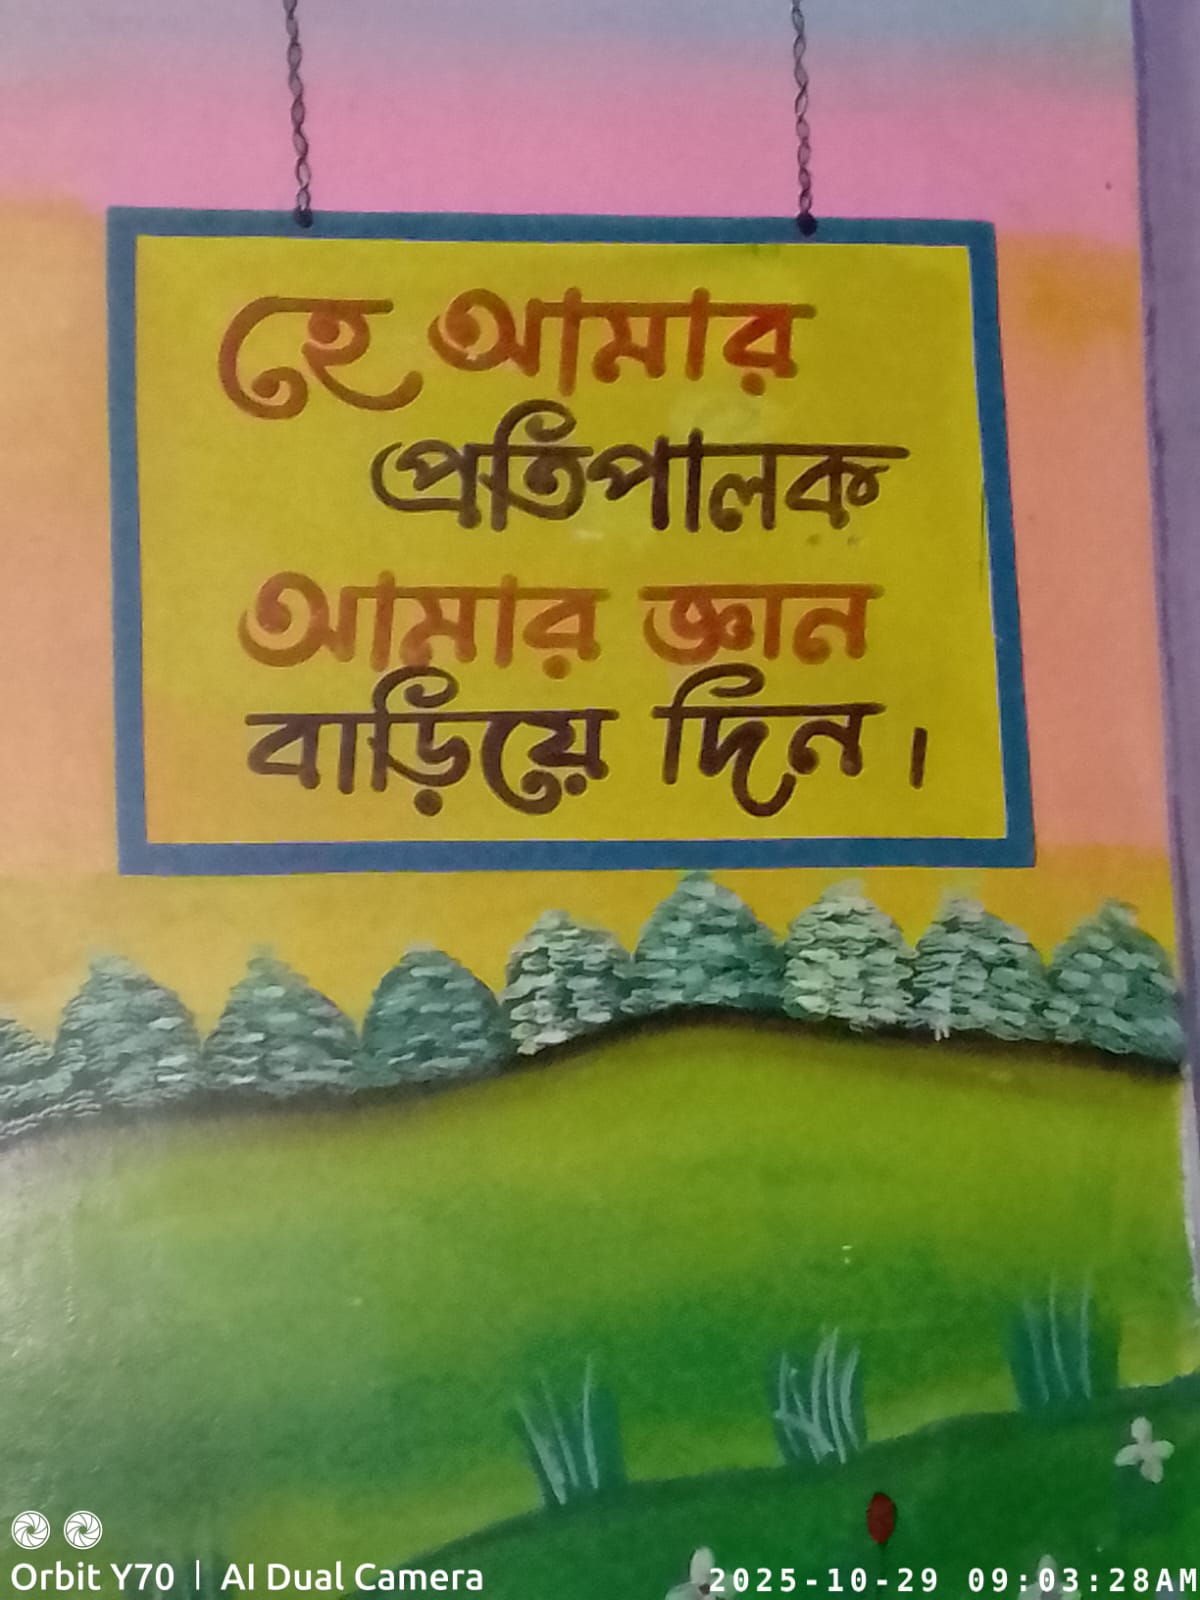 হে আমার
প্রতিপালক
আমার জ্ঞান
বাড়িয়ে দিন।
Orbit Y70 | AI Dual Camera
2025-10-29 09:03:28AM